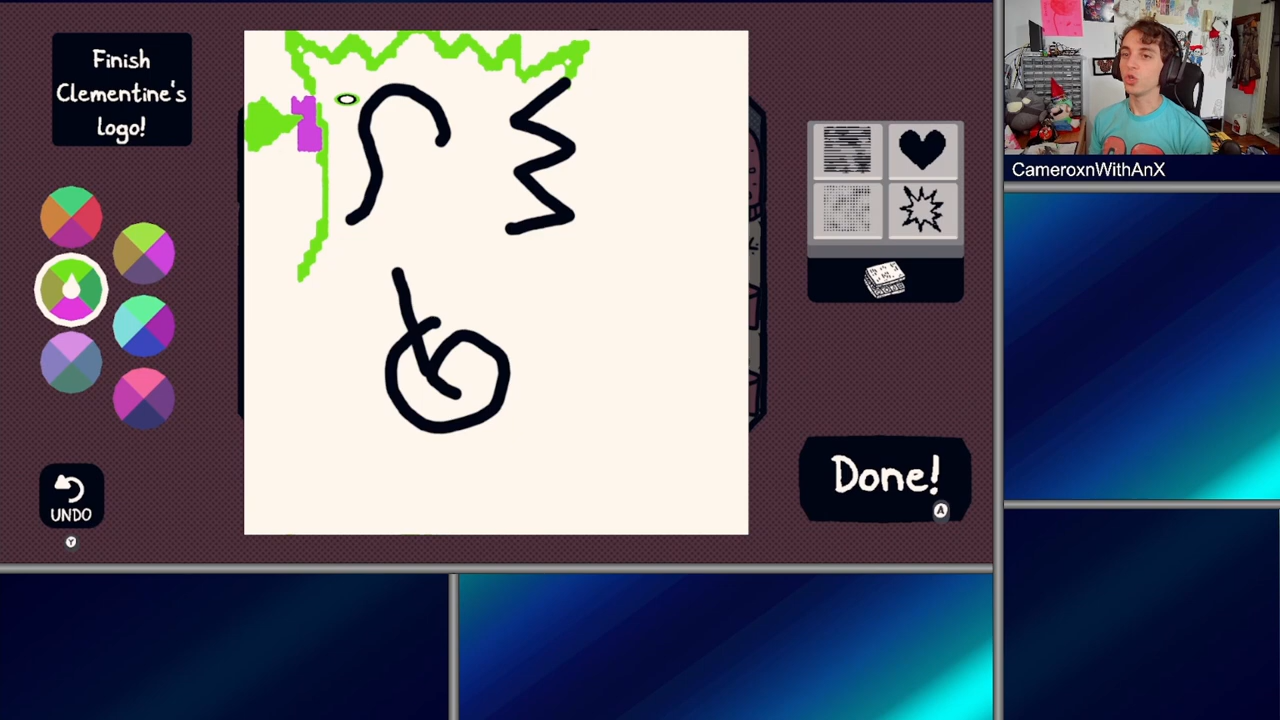 Finish
Clementine's
logo!
CameroxnWithAnX
UNDO
Y
Done!
A